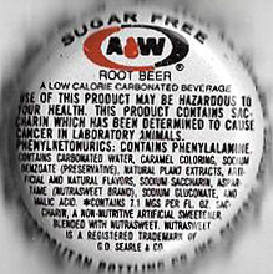 SUGAR FREE
A&W
®
ROOT BEER
A LOW CALORIE CARBONATED BEVERAGE
USE OF THIS PRODUCT MAY BE HAZARDOUS TO
YOUR HEALTH. THIS PRODUCT CONTAINS SAC-
CHARIN WHICH HAS BEEN DETERMINED TO CAUSE
CANCER IN LABORATORY ANIMALS.
PHENYLKETONURICS: CONTAINS PHENYLALANINE.
CONTAINS CARBONATED WATER, CARAMEL COLORING, SODIUM
BENZOATE (PRESERVATIVE), NATURAL PLANT EXTRACTS, ARTI-
FICIAL AND NATURAL FLAVORS, SODIUM SACCHARIN, ASPAR-
TAME (NUTRASWEET BRAND), SODIUM GLUCONATE, AND
MALIC ACID. *CONTAINS 7.1 MGS PER FL. OZ. SAC-
CHARIN, A NON-NUTRITIVE ARTIFICIAL SWEETENER
BLENDED WITH NUTRASWEET. NUTRASWEET
IS A REGISTERED TRADEMARK OF
G.D. SEARLE & CO.